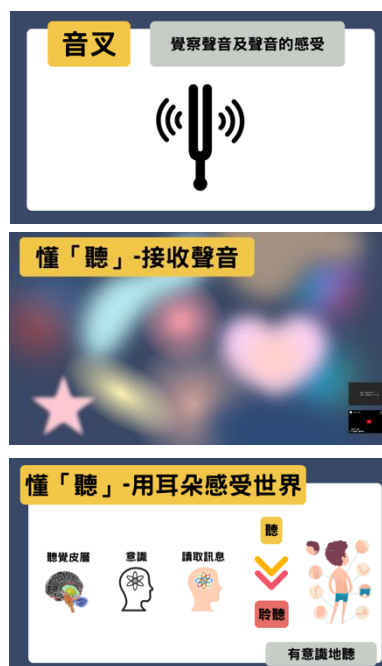 音叉
覺察聲音及聲音的感受
懂「聽」-接收聲音
懂「聽」-用耳朵感受世界
聽覺皮層
意識
讀取訊息
聽
聆聽
有意識地聽